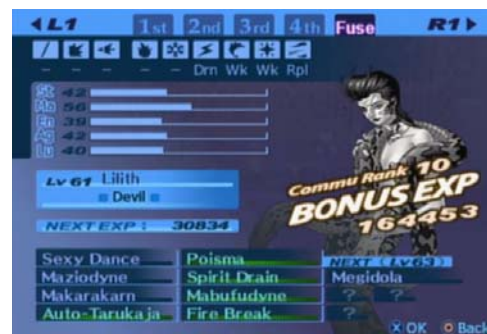 L1 1st 2nd 3rd 4th Fuse R1
- - - - - Drn Wk Wk Rpl
St 42
Ma 56
En 39
Ag 42
Lu 40
Lv 61 Lilith
Devil
NEXT EXP : 30834
Commu Rank 10
BONUS EXP
164453
Sexy Dance Poisma NEXT (Lv63)
Maziodyne Spirit Drain Megidola
Makarakarn Mabufudyne ? ?
Auto-Tarukaja Fire Break ? ?
OK Back